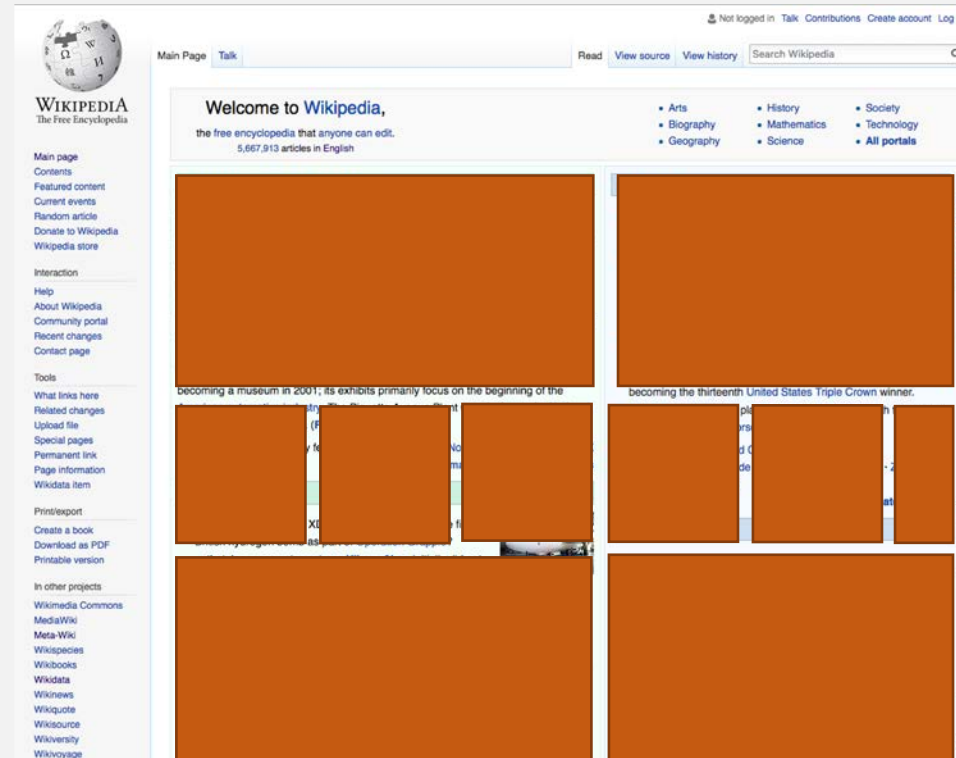 Not logged in Talk Contributions Create account Log
Main Page Talk Read View source View history Search Wikipedia
WIKIPEDIA
The Free Encyclopedia
Welcome to Wikipedia,
the free encyclopedia that anyone can edit.
5,667,913 articles in English
• Arts
• Biography
• Geography
• History
• Mathematics
• Science
• Society
• Technology
• All portals
Main page
Contents
Featured content
Current events
Random article
Donate to Wikipedia
Wikipedia store
Interaction
Help
About Wikipedia
Community portal
Recent changes
Contact page
Tools
What links here
Related changes
Upload file
Special pages
Permanent link
Page information
Wikidata item
Print/export
Create a book
Download as PDF
Printable version
In other projects
Wikimedia Commons
MediaWiki
Meta-Wiki
Wikispecies
Wikibooks
Wikidata
Wikinews
Wikiquote
Wikisource
Wikiversity
Wikivoyage
becoming a museum in 2001; its exhibits primarily focus on the beginning of the
becoming the thirteenth United States Triple Crown winner.